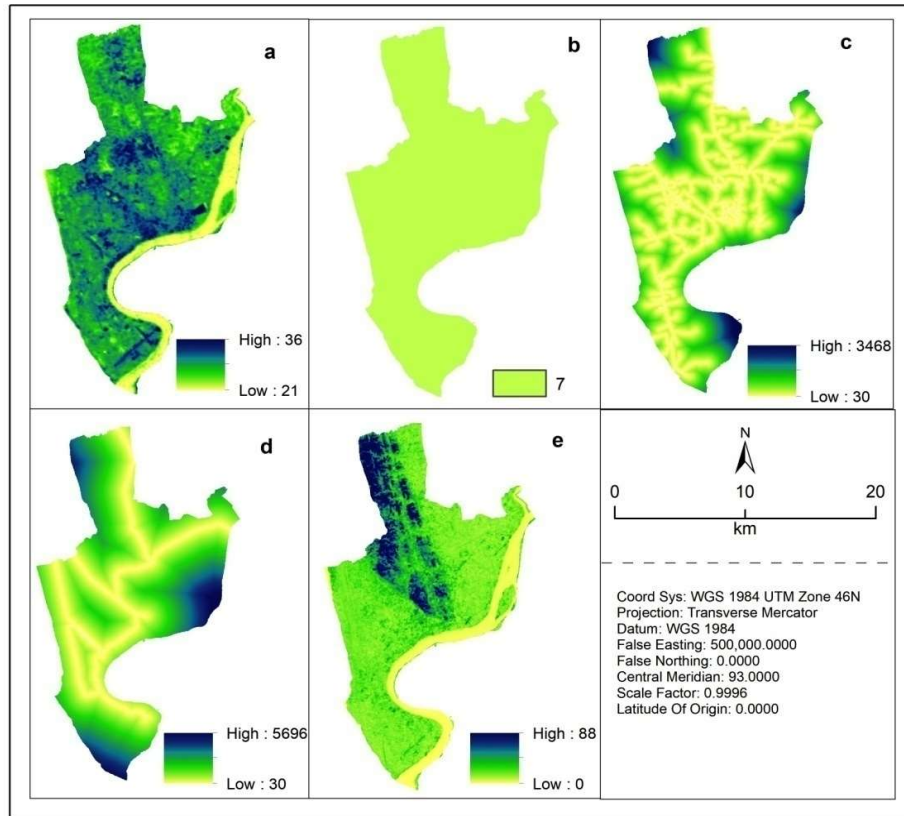 a
High : 36
Low : 21
b
7
c
High : 3468
Low : 30
d
High : 5696
Low : 30
e
High : 88
Low : 0
N
0 10 20
km
Coord Sys: WGS 1984 UTM Zone 46N
Projection: Transverse Mercator
Datum: WGS 1984
False Easting: 500,000.0000
False Northing: 0.0000
Central Meridian: 93.0000
Scale Factor: 0.9996
Latitude Of Origin: 0.0000